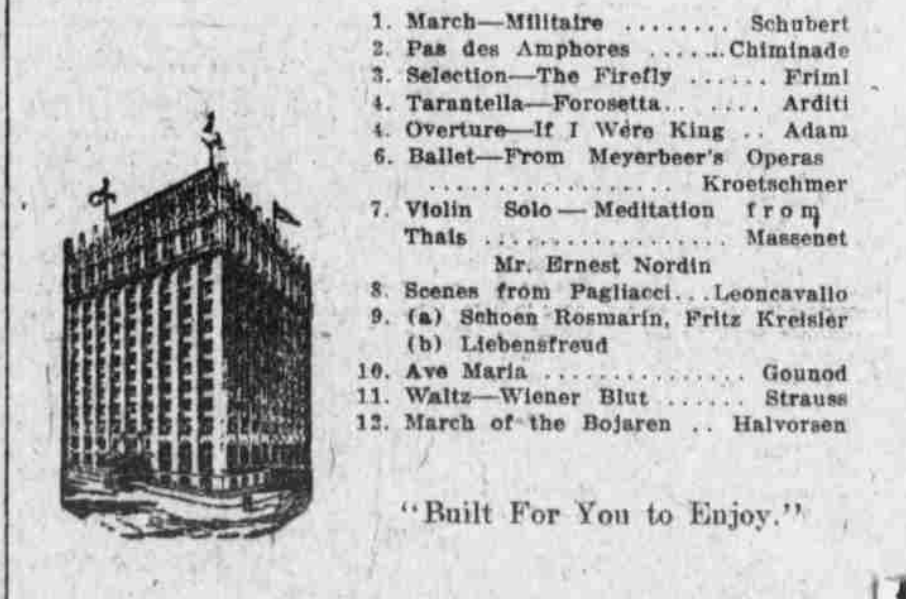 1. March—Militaire ........ Schubert
2. Pas des Amphores ....... Chiminade
3. Selection—The Firefly ...... Friml
4. Tarantella—Forosetta.. .... Arditi
4. Overture—If I Were King .. Adam
6. Ballet—From Meyerbeer's Operas
.................. Kroetschmer
7. Violin Solo — Meditation from
Thais ................. Massenet
Mr. Ernest Nordin
8. Scenes from Pagliacci... Leoncavallo
9. (a) Schoen Rosmarin, Fritz Kreisler
(b) Liebensfreud
10. Ave Maria ............... Gounod
11. Waltz—Wiener Blut ...... Strauss
12. March of the Bojaren .. Halvorsen
"Built For You to Enjoy."